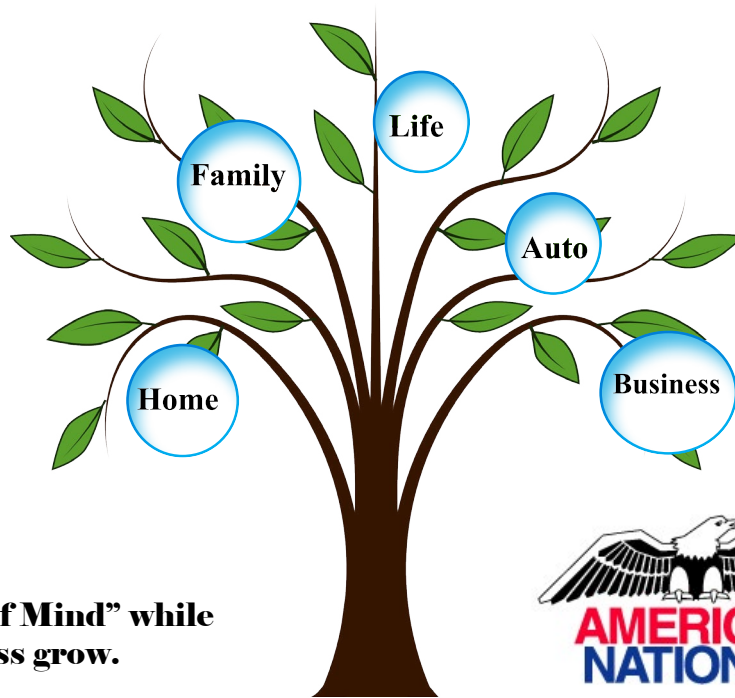 Life
Family
Auto
Business
Home
f Mind” while
ss grow.
AMERIC
NATION